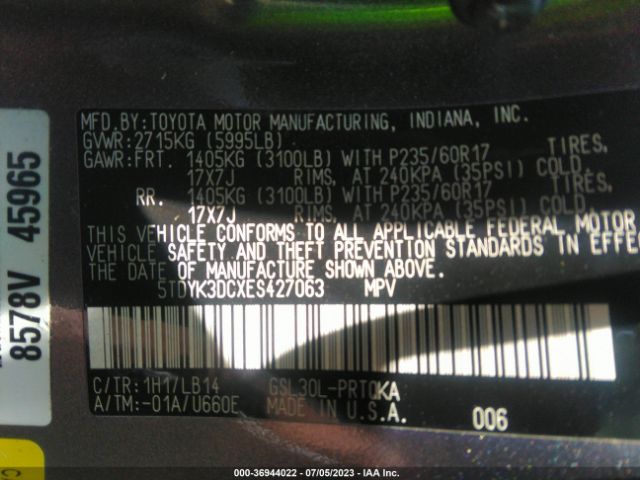 MFD.BY:TOYOTA MOTOR MANUFACTURING, INDIANA, INC.
GVWR:2715KG (5995LB)
GAWR:FRT. 1405KG (3100LB) WITH P235/60R17 TIRES,
17X7J RIMS, AT 240KPA (35PSI) COLD,
RR. 1405KG (3100LB) WITH P235/60R17 TIRES,
17X7J RIMS, AT 240KPA (35PSI) COLD,
THIS VEHICLE CONFORMS TO ALL APPLICABLE FEDERAL MOTOR
VEHICLE SAFETY AND THEFT PREVENTION STANDARDS IN EFFE
THE DATE OF MANUFACTURE SHOWN ABOVE.
5TDYK3DCXES427063 MPV
C/TR:1H1/LB14 GSL30L-PRTQKA
A/TM:-01A/U660E MADE IN U.S.A. 006
8578V 45965
000-36944022 - 07/05/2023 - IAA Inc.